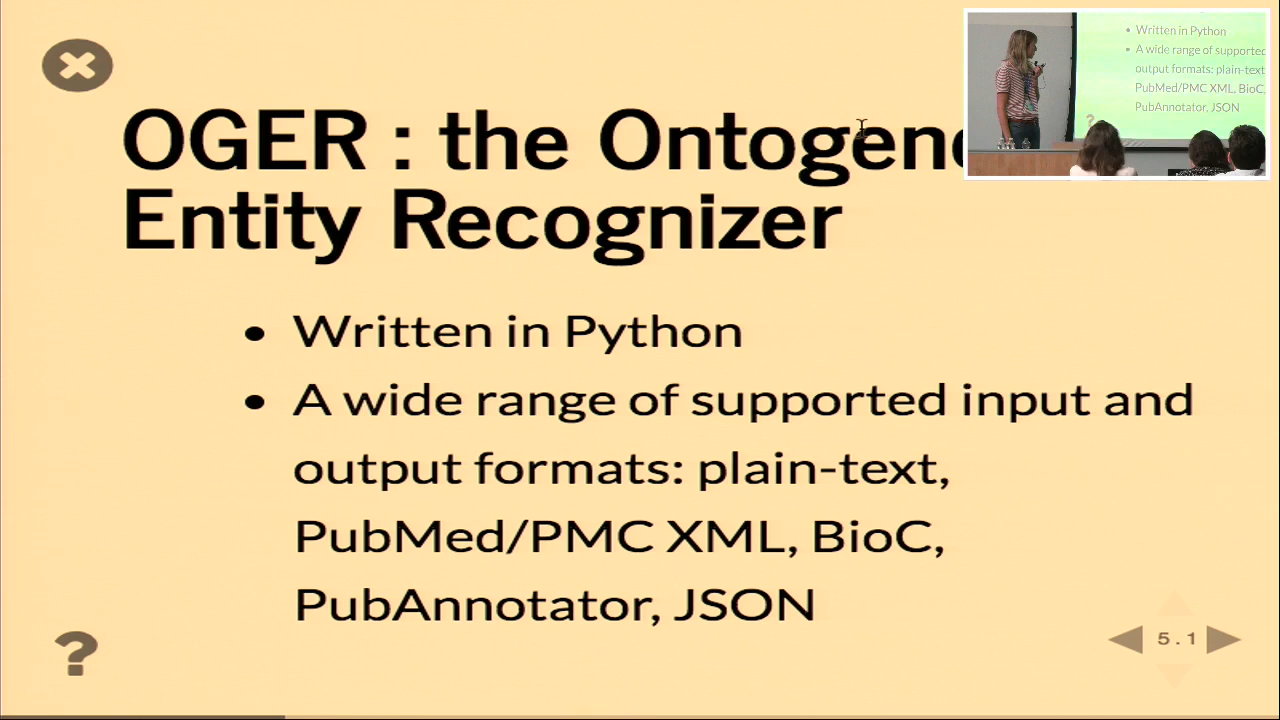 OGER : the Ontogene
Entity Recognizer
• Written in Python
• A wide range of supported input and
output formats: plain-text,
PubMed/PMC XML, BioC,
PubAnnotator, JSON
?
5.1
• Written in Python
• A wide range of supported
output formats: plain-text
PubMed/PMC XML, BioC,
PubAnnotator, JSON
?